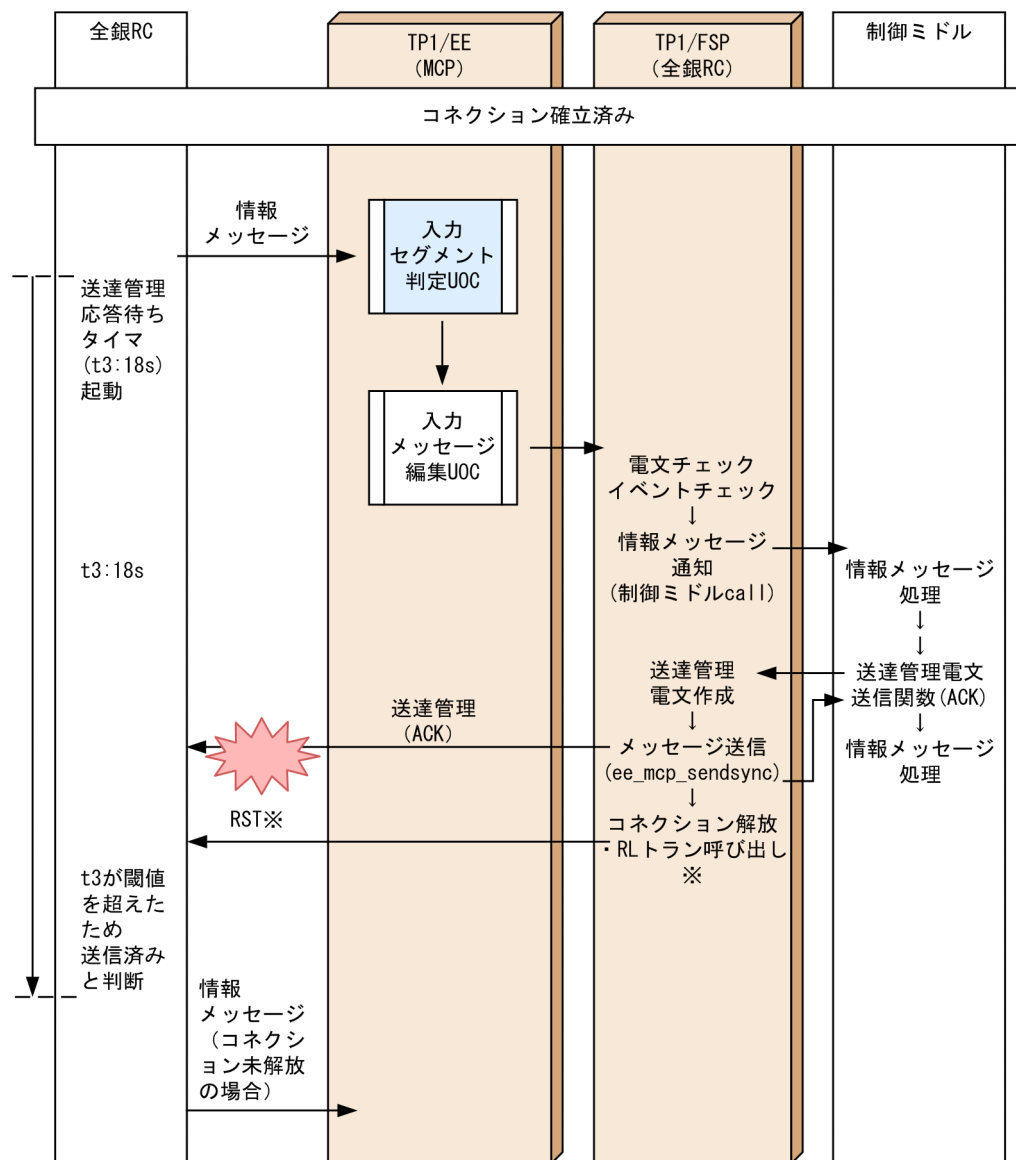 全銀RC
TP1/EE
(MCP)
TP1/FSP
(全銀RC)
制御ミドル
コネクション確立済み
情報
メッセージ
入力
セグメント
判定UOC
送達管理
応答待ち
タイマ
(t3:18s)
起動
入力
メッセージ
編集UOC
電文チェック
イベントチェック
↓
情報メッセージ
通知
(制御ミドルcall)
t3:18s
情報メッセージ
処理
↓
↓
送達管理電文
送信関数(ACK)
↓
情報メッセージ
処理
送達管理
電文作成
↓
メッセージ送信
(ee_mcp_sendsync)
↓
コネクション解放
・RLトラン呼び出し
※
送達管理
(ACK)
RST※
t3が閾値
を超えた
ため
送信済み
と判断
情報
メッセージ
(コネクシ
ョン未解放
の場合)